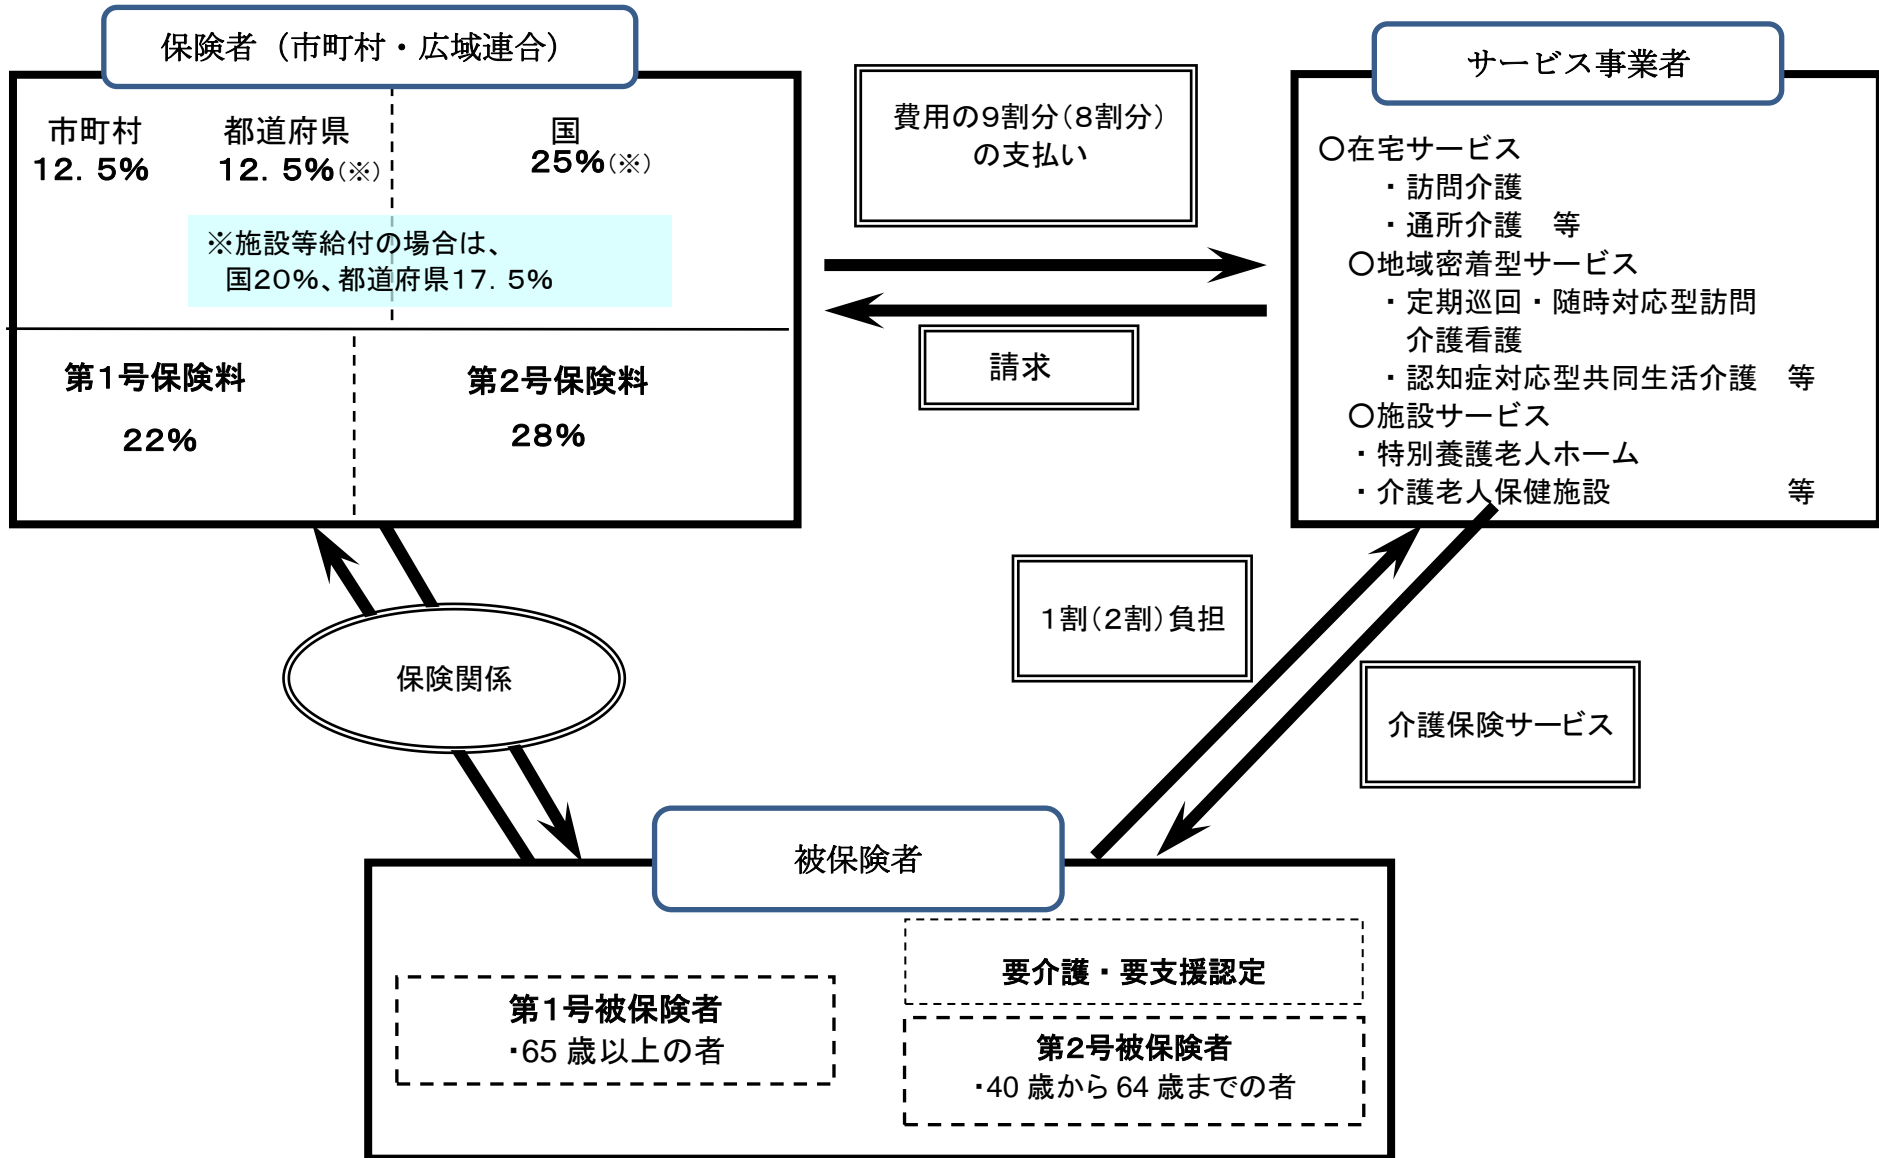 保険者（市町村・広域連合）
市町村
12．5％
都道府県
12．5％（※）
国
25％（※）
※施設等給付の場合は、
国20％、都道府県17．5％
第1号保険料
22％
第2号保険料
28％
費用の９割分（８割分）
の支払い
請求
サービス事業者
○在宅サービス
・訪問介護
・通所介護　等
○地域密着型サービス
・定期巡回・随時対応型訪問
介護看護
・認知症対応型共同生活介護　等
○施設サービス
・特別養護老人ホーム
・介護老人保健施設　等
保険関係
１割（２割）負担
介護保険サービス
被保険者
第１号被保険者
・65 歳以上の者
要介護・要支援認定
第２号被保険者
・40 歳から 64 歳までの者